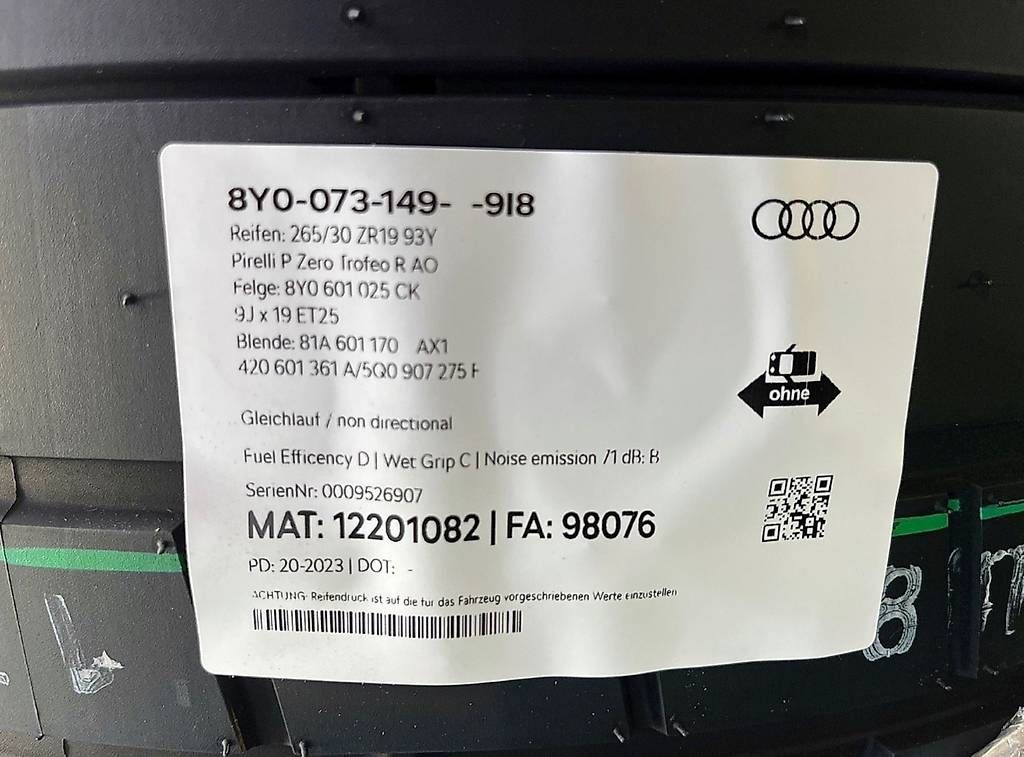 8Y0-073-149- -9I8
Reifen: 265/30 ZR19 93Y
Pirelli P Zero Trofeo R AO
Felge: 8Y0 601 025 CK
9J x 19 ET25
Blende: 81A 601 170 AX1
420 601 361 A/5Q0 907 275 F
ohne
Gleichlauf / non directional
Fuel Efficency D | Wet Grip C | Noise emission 71 dB: B
SerienNr: 0009526907
MAT: 12201082 | FA: 98076
PD: 20-2023 | DOT: -
ACHTUNG: Reifendruck ist auf die für das Fahrzeug vorgeschriebenen Werte einzustellen
8